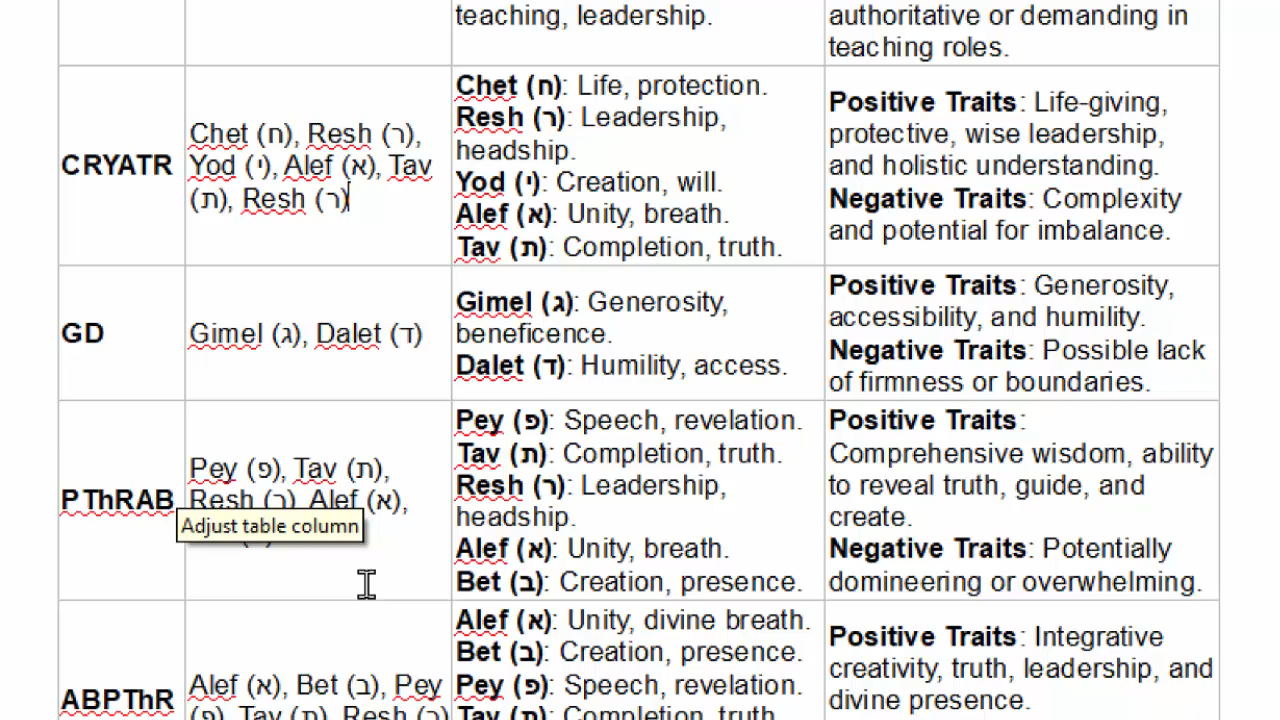 teaching, leadership.
authoritative or demanding in
teaching roles.
CRYATR
Chet (ח), Resh (ר),
Yod (י), Alef (א), Tav
(ת), Resh (ר)
Chet (ח): Life, protection.
Resh (ר): Leadership,
headship.
Yod (י): Creation, will.
Alef (א): Unity, breath.
Tav (ת): Completion, truth.
Positive Traits: Life-giving,
protective, wise leadership,
and holistic understanding.
Negative Traits: Complexity
and potential for imbalance.
GD
Gimel (ג), Dalet (ד)
Gimel (ג): Generosity,
beneficence.
Dalet (ד): Humility, access.
Positive Traits: Generosity,
accessibility, and humility.
Negative Traits: Possible lack
of firmness or boundaries.
PThRAB
Pey (פ), Tav (ת),
Resh (ר), Alef (א),
Adjust table column
Pey (פ): Speech, revelation.
Tav (ת): Completion, truth.
Resh (ר): Leadership,
headship.
Alef (א): Unity, breath.
Bet (ב): Creation, presence.
Positive Traits:
Comprehensive wisdom, ability
to reveal truth, guide, and
create.
Negative Traits: Potentially
domineering or overwhelming.
ABPThR
Alef (א), Bet (ב), Pey
(פ), Tav (ת), Resh (ר)
Alef (א): Unity, divine breath.
Bet (ב): Creation, presence.
Pey (פ): Speech, revelation.
Tav (ת): Completion, truth.
Positive Traits: Integrative
creativity, truth, leadership, and
divine presence.